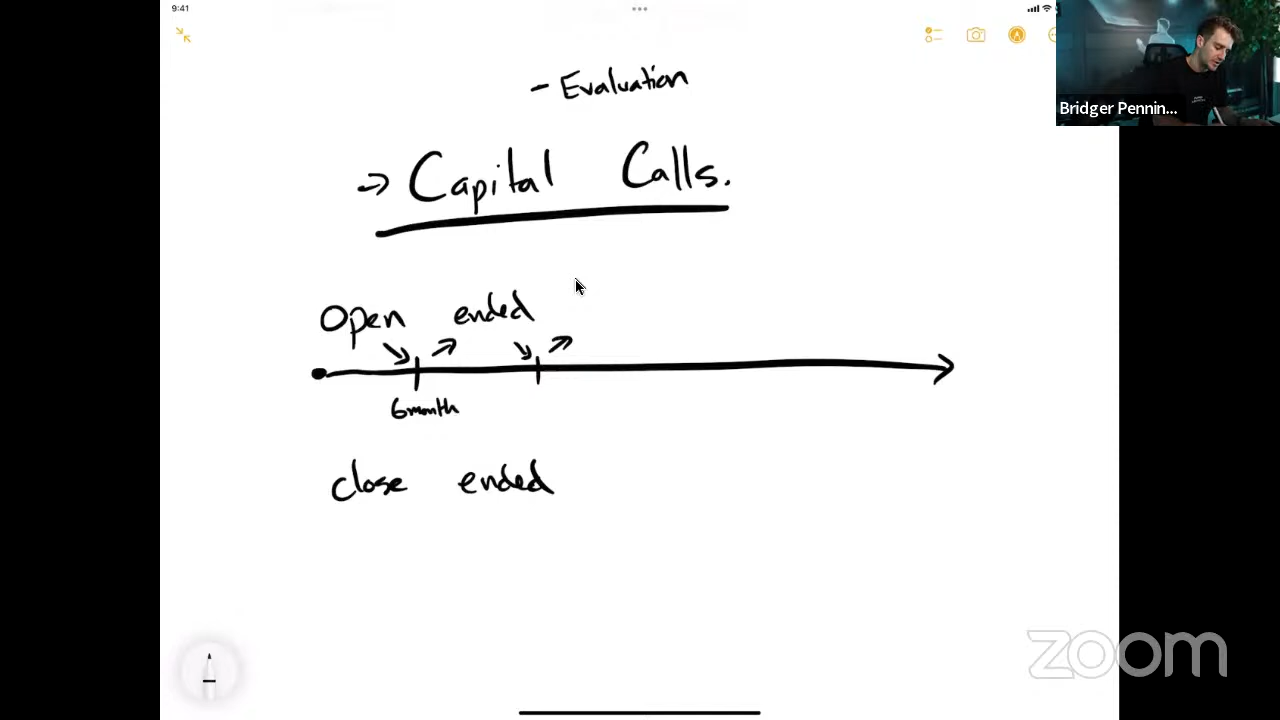 9:41
- Evaluation
Bridger Pennin...
→ Capital Calls.
Open ended
6month
close ended
zoom